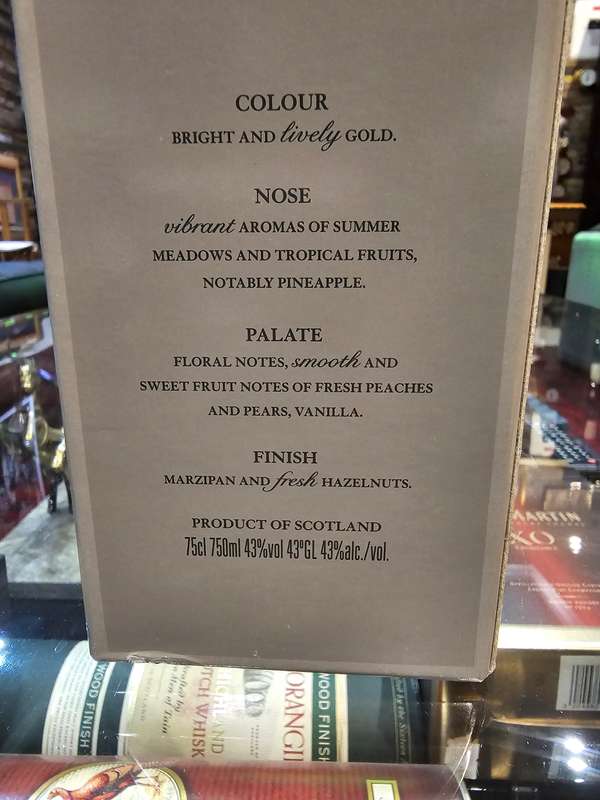 COLOUR
BRIGHT AND lively GOLD.
NOSE
vibrant AROMAS OF SUMMER
MEADOWS AND TROPICAL FRUITS,
NOTABLY PINEAPPLE.
PALATE
FLORAL NOTES, smooth AND
SWEET FRUIT NOTES OF FRESH PEACHES
AND PEARS, VANILLA.
FINISH
MARZIPAN AND fresh HAZELNUTS.
PRODUCT OF SCOTLAND
75cl 750ml 43%vol 43°GL 43%alc./vol.
MARTIN
XO
WOOD FINISH
HIGHLAND
WOOD FINISH